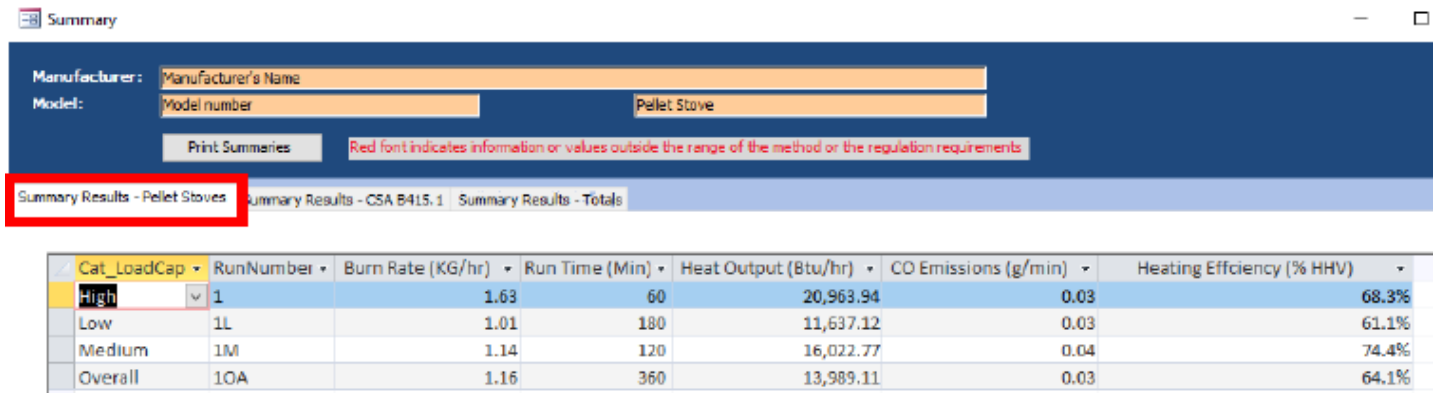 Summary
Manufacturer: Manufacturer's Name
Model: Model number Pellet Stove
Print Summaries Red font indicates information or values outside the range of the method or the regulation requirements
Summary Results - Pellet Stoves ummary Results - CSA B415.1 Summary Results - Totals
Cat_LoadCap RunNumber Burn Rate (KG/hr) Run Time (Min) Heat Output (Btu/hr) CO Emissions (g/min) Heating Effciency (% HHV)
High 1 1.63 60 20,963.94 0.03 68.3%
Low 1L 1.01 180 11,637.12 0.03 61.1%
Medium 1M 1.14 120 16,022.77 0.04 74.4%
Overall 1OA 1.16 360 13,989.11 0.03 64.1%